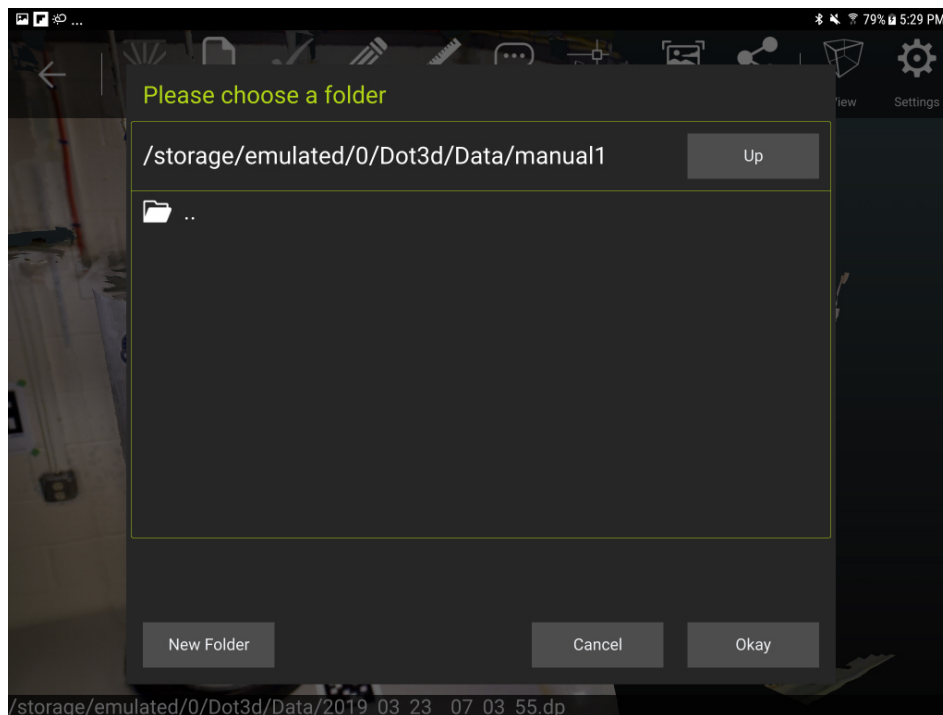 ... 79% 5:29 PM
Please choose a folder
View Settings
/storage/emulated/0/Dot3d/Data/manual1 Up
..
New Folder Cancel Okay
/storage/emulated/0/Dot3d/Data/2019_03_23__07_03_55.dp